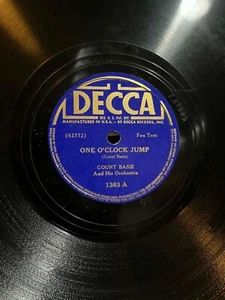 DECCA
REG. U.S. PAT. OFF.
MANUFACTURED IN U.S.A. BY DECCA RECORDS, INC.
(62332) Fox Trot
ONE O'CLOCK JUMP
(Count Basie)
COUNT BASIE
And His Orchestra
1363 A